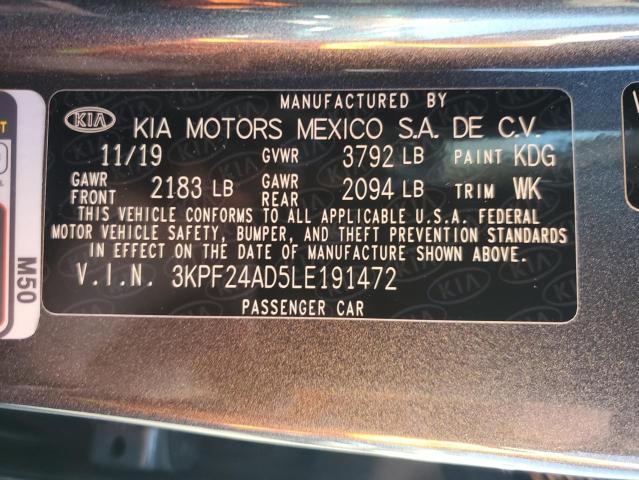 MANUFACTURED BY
KIA KIA MOTORS MEXICO S.A. DE C.V.
11/19 GVWR 3792 LB PAINT KDG
GAWR FRONT 2183 LB GAWR REAR 2094 LB TRIM WK
THIS VEHICLE CONFORMS TO ALL APPLICABLE U.S.A. FEDERAL
MOTOR VEHICLE SAFETY, BUMPER, AND THEFT PREVENTION STANDARDS
IN EFFECT ON THE DATE OF MANUFACTURE SHOWN ABOVE.
V.I.N. 3KPF24AD5LE191472
PASSENGER CAR
M50